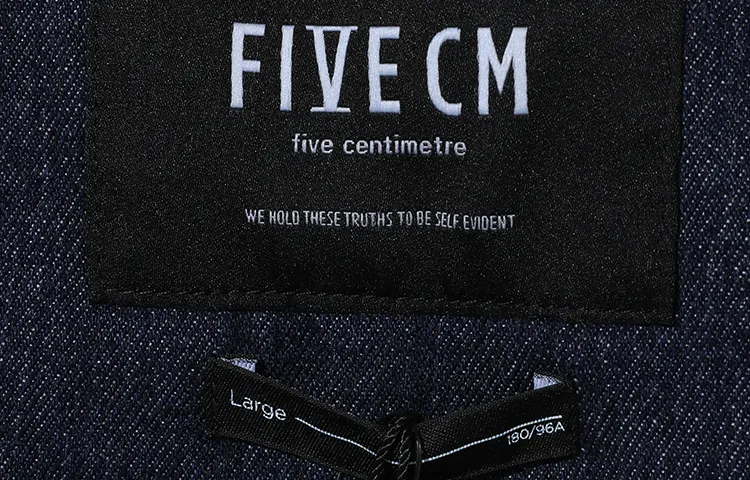 FIVE CM
five centimetre
WE HOLD THESE TRUTHS TO BE SELF. EVIDENT
Large
180/96A